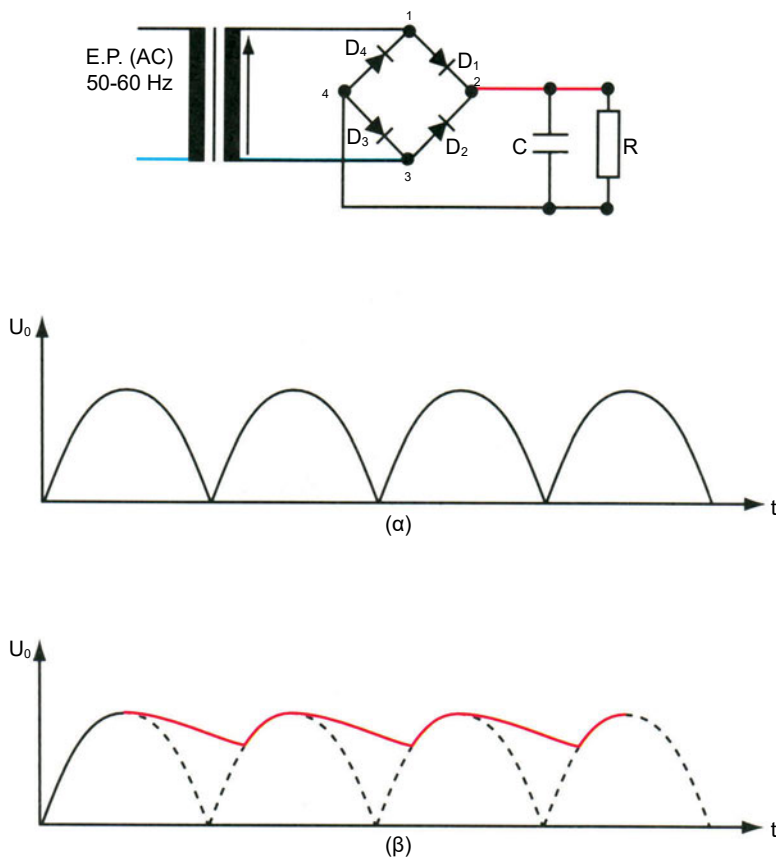 E.P. (AC)
50-60 Hz
1
D₄
D₁
2
4
D₃
D₂
3
C
R
U₀
t
(α)
U₀
t
(β)